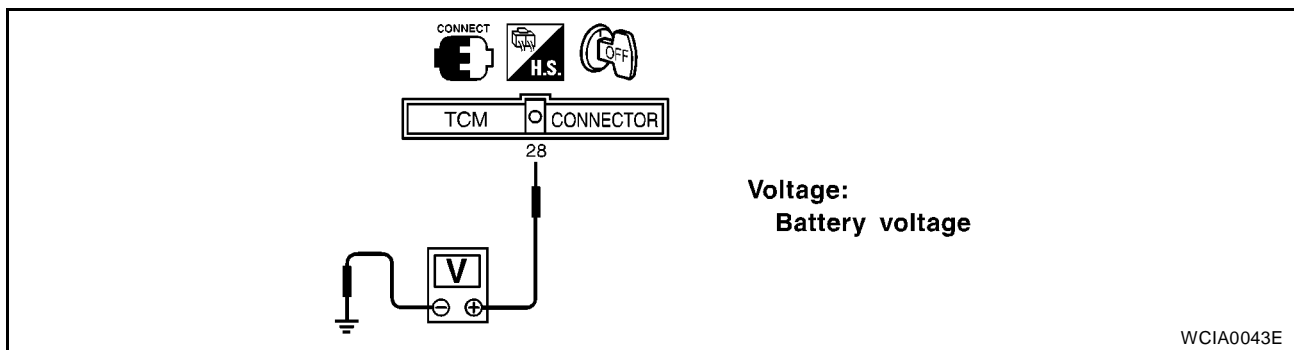 CONNECT
H.S.
OFF
TCM CONNECTOR
28
Voltage:
Battery voltage
V
WCIA0043E